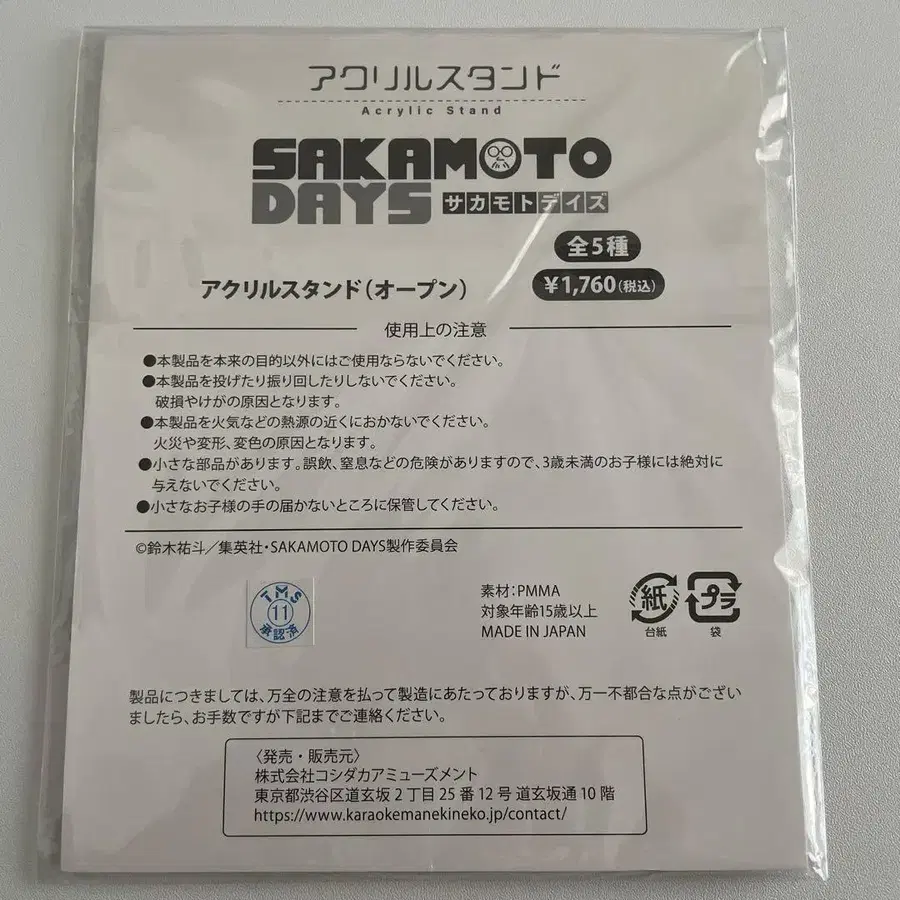 アクリルスタンド
Acrylic Stand
SAKAMOTO
DAYS サカモトデイズ
全5種
アクリルスタンド(オープン) ¥1,760(税込)
使用上の注意
●本製品を本来の目的以外にはご使用ならないでください。
●本製品を投げたり振り回したりしないでください。
破損やけがの原因となります。
●本製品を火気などの熱源の近くにおかないでください。
火災や変形、変色の原因となります。
●小さな部品があります。誤飲、窒息などの危険がありますので、3歳未満のお子様には絶対に
与えないでください。
●小さなお子様の手の届かないところに保管してください。
©鈴木祐斗/集英社・SAKAMOTO DAYS製作委員会
TMS
11
承認済
素材:PMMA
対象年齢15歳以上
MADE IN JAPAN
紙
台紙
プラ
袋
製品につきましては、万全の注意を払って製造にあたっておりますが、万一不都合な点がござい
ましたら、お手数ですが下記までご連絡ください。
〈発売・販売元〉
株式会社コシダカアミューズメント
東京都渋谷区道玄坂2丁目25番12号 道玄坂通10階
https://www.karaokemanekineko.jp/contact/